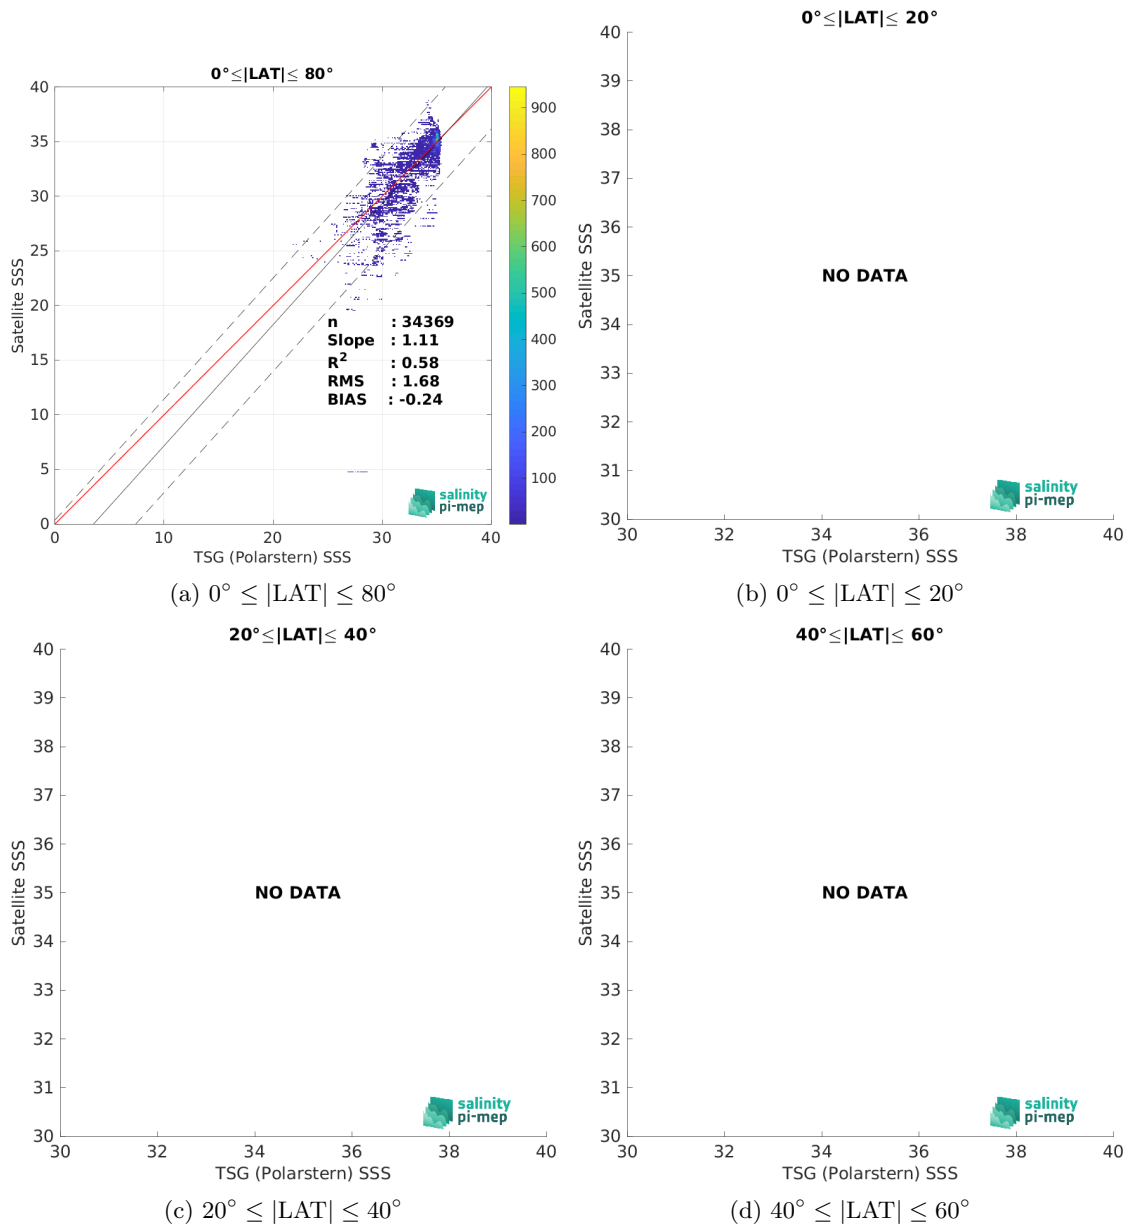 0°≤|LAT|≤ 80°
40
35
30
25
20
15
10
5
0
0
10
20
30
40
Satellite SSS
TSG (Polarstern) SSS
n : 34369
Slope : 1.11
R2 : 0.58
RMS : 1.68
BIAS : -0.24
salinity
pi-mep
900
800
700
600
500
400
300
200
100
(a) 0° ≤ |LAT| ≤ 80°
0°≤|LAT|≤ 20°
40
39
38
37
36
35
34
33
32
31
30
30
32
34
36
38
40
Satellite SSS
NO DATA
salinity
pi-mep
TSG (Polarstern) SSS
(b) 0° ≤ |LAT| ≤ 20°
20°≤|LAT|≤ 40°
40
39
38
37
36
35
34
33
32
31
30
30
32
34
36
38
40
Satellite SSS
NO DATA
salinity
pi-mep
TSG (Polarstern) SSS
(c) 20° ≤ |LAT| ≤ 40°
40°≤|LAT|≤ 60°
40
39
38
37
36
35
34
33
32
31
30
30
32
34
36
38
40
Satellite SSS
NO DATA
salinity
pi-mep
TSG (Polarstern) SSS
(d) 40° ≤ |LAT| ≤ 60°